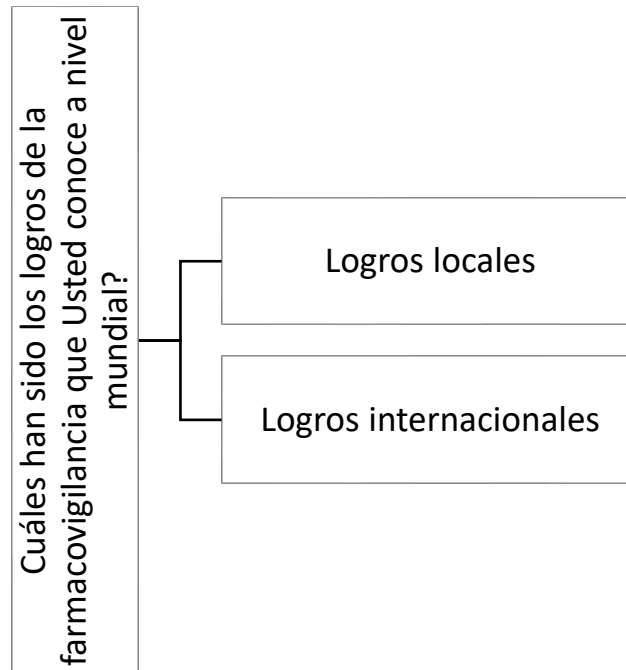 Cuáles han sido los logros de la
farmacovigilancia que Usted conoce a nivel
mundial?
Logros locales
Logros internacionales